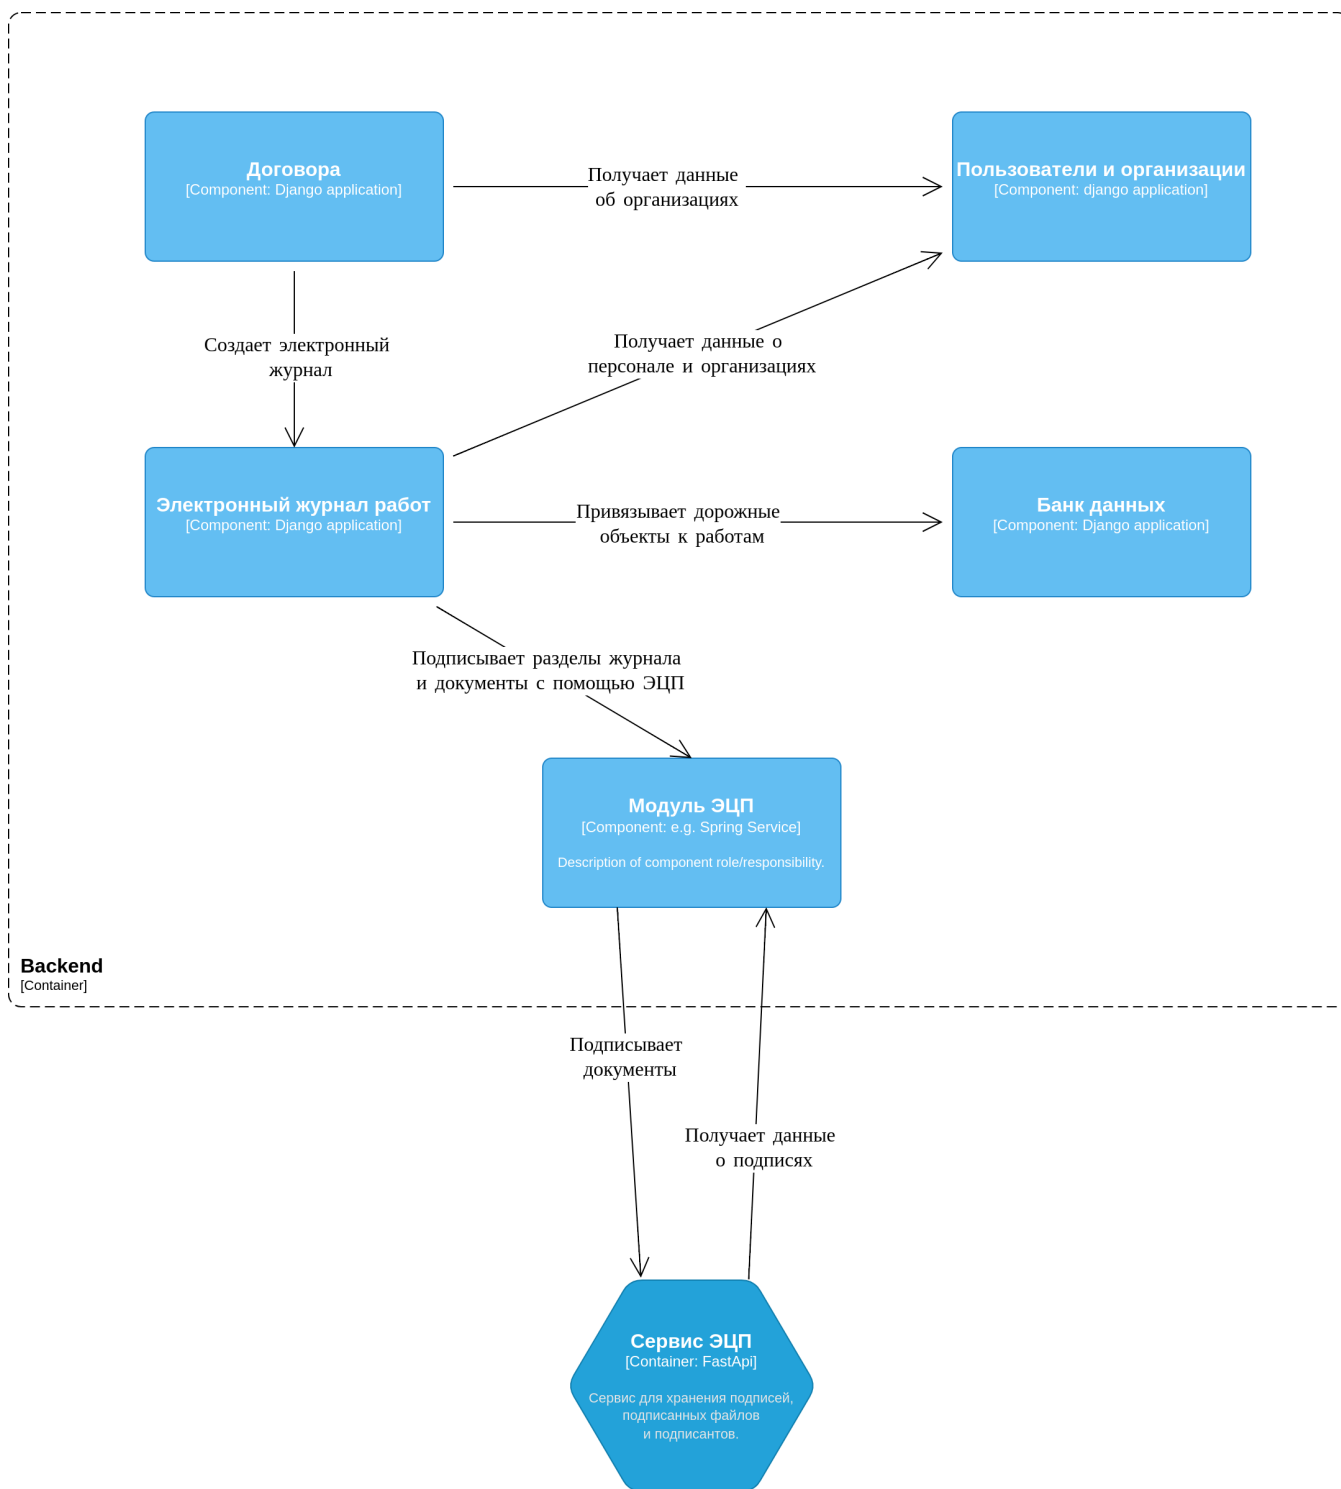 Договора
[Component: Django application]
Получает данные
об организациях
Пользователи и организации
[Component: django application]
Создает электронный
журнал
Получает данные о
персонале и организациях
Электронный журнал работ
[Component: Django application]
Привязывает дорожные
объекты к работам
Банк данных
[Component: Django application]
Подписывает разделы журнала
и документы с помощью ЭЦП
Модуль ЭЦП
[Component: e.g. Spring Service]
Description of component role/responsibility.
Backend
[Container]
Подписывает
документы
Получает данные
о подписях
Сервис ЭЦП
[Container: FastApi]
Сервис для хранения подписей,
подписанных файлов
и подписантов.